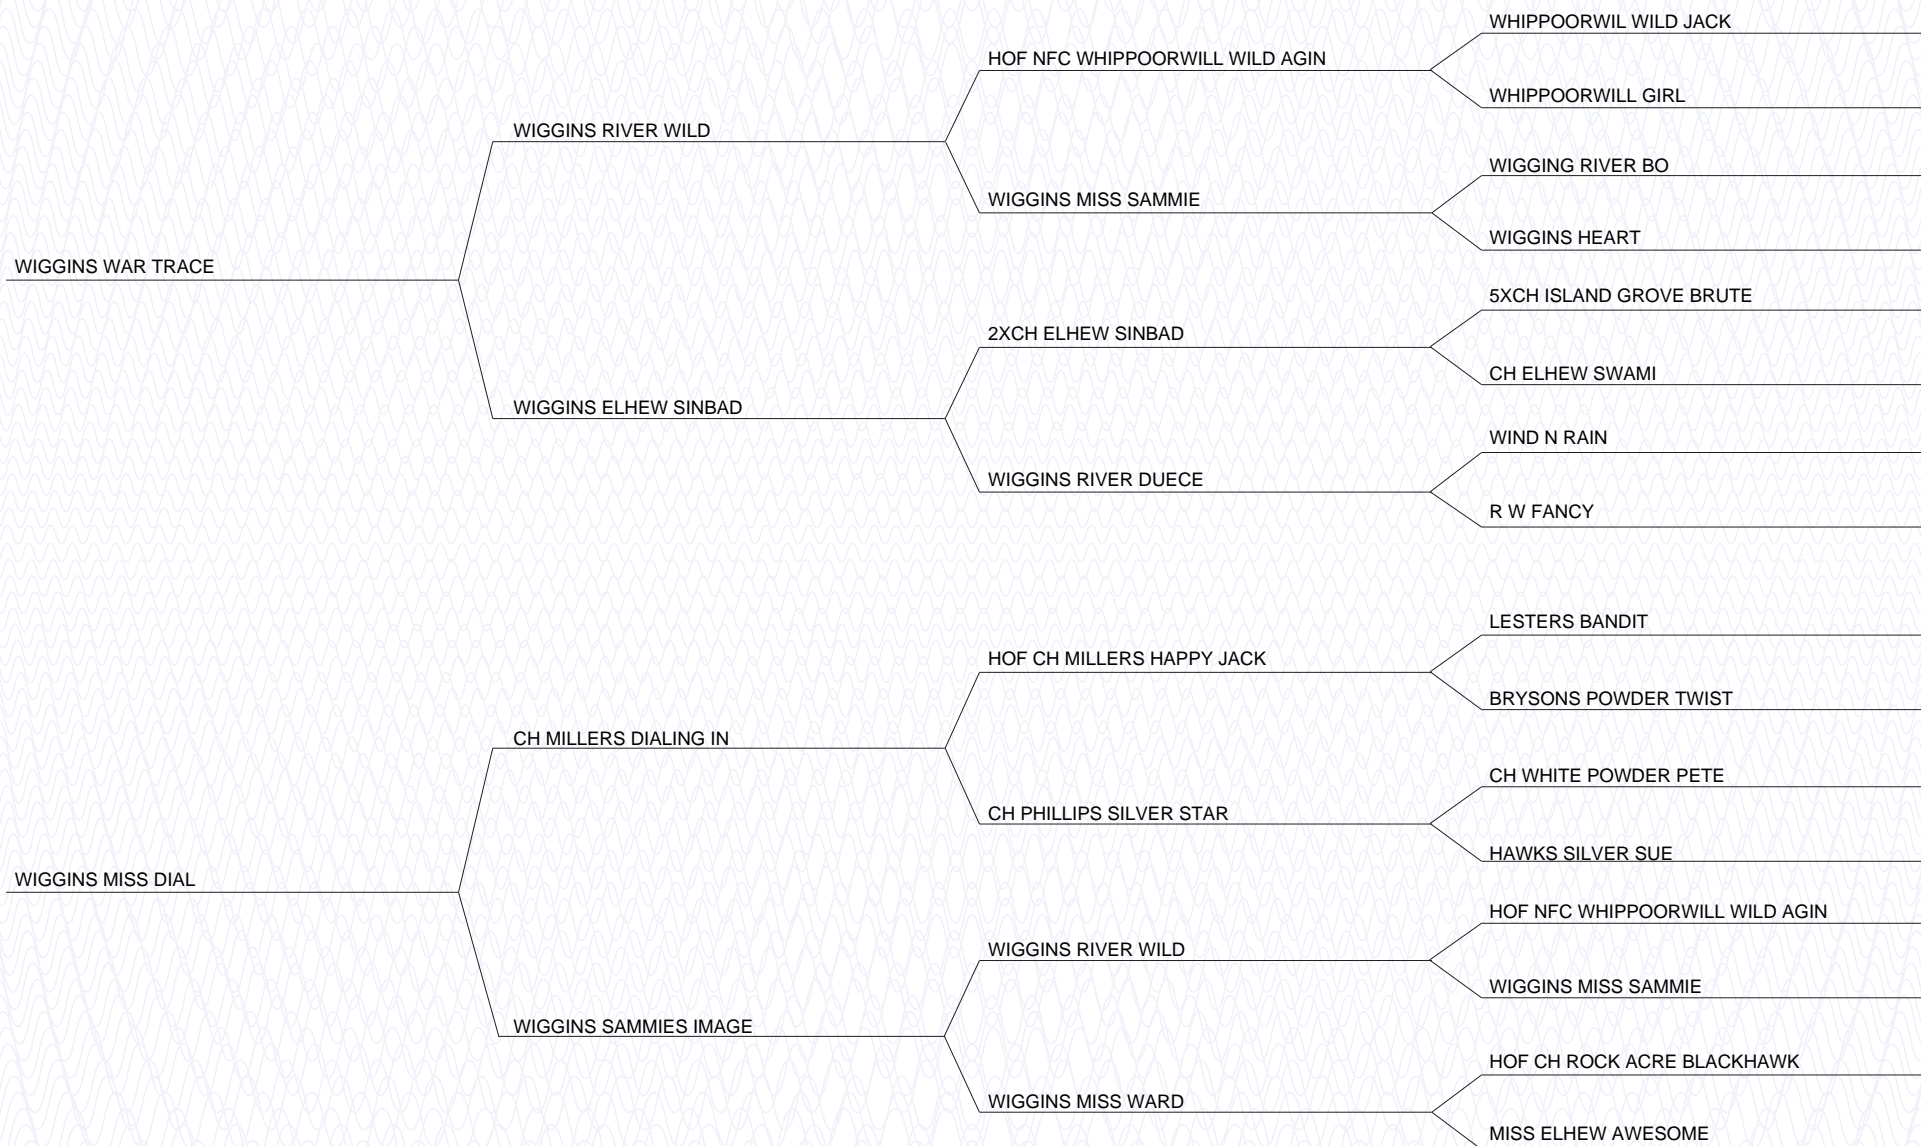 WHIPPOORWIL WILD JACK
HOF NFC WHIPPOORWILL WILD AGIN
WHIPPOORWILL GIRL
WIGGINS RIVER WILD
WIGGING RIVER BO
WIGGINS MISS SAMMIE
WIGGINS HEART
WIGGINS WAR TRACE
5XCH ISLAND GROVE BRUTE
2XCH ELHEW SINBAD
CH ELHEW SWAMI
WIGGINS ELHEW SINBAD
WIND N RAIN
WIGGINS RIVER DUECE
R W FANCY
LESTERS BANDIT
HOF CH MILLERS HAPPY JACK
BRYSONS POWDER TWIST
CH MILLERS DIALING IN
CH WHITE POWDER PETE
CH PHILLIPS SILVER STAR
HAWKS SILVER SUE
WIGGINS MISS DIAL
HOF NFC WHIPPOORWILL WILD AGIN
WIGGINS RIVER WILD
WIGGINS MISS SAMMIE
WIGGINS SAMMIES IMAGE
HOF CH ROCK ACRE BLACKHAWK
WIGGINS MISS WARD
MISS ELHEW AWESOME